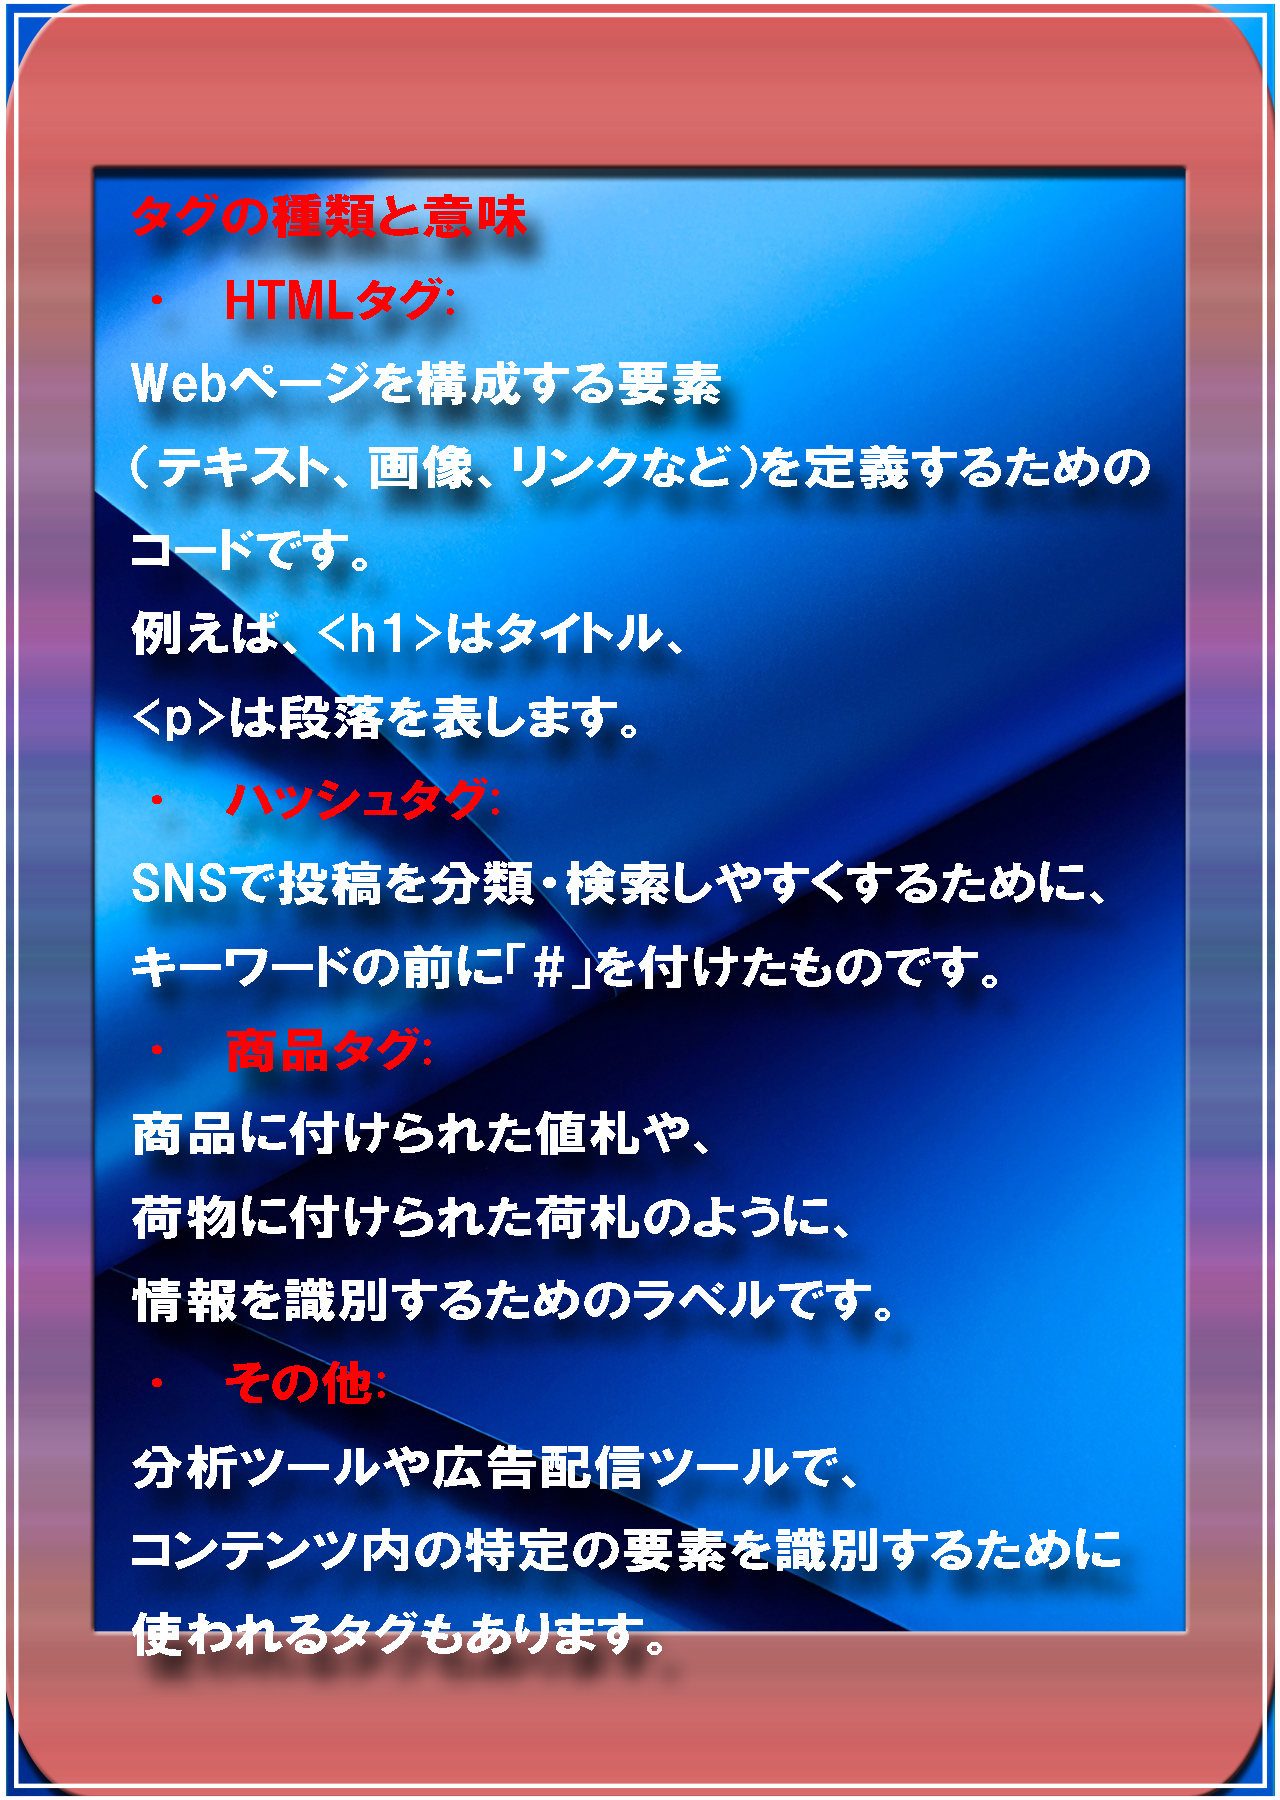 タグの種類と意味
・ HTMLタグ:
Webページを構成する要素
（テキスト、画像、リンクなど）を定義するための
コードです。
例えば、<h1>はタイトル、
<p>は段落を表します。
・ ハッシュタグ:
SNSで投稿を分類・検索しやすくするために、
キーワードの前に「＃」を付けたものです。
・ 商品タグ:
商品に付けられた値札や、
荷物に付けられた荷札のように、
情報を識別するためのラベルです。
・ その他:
分析ツールや広告配信ツールで、
コンテンツ内の特定の要素を識別するために
使われるタグもあります。